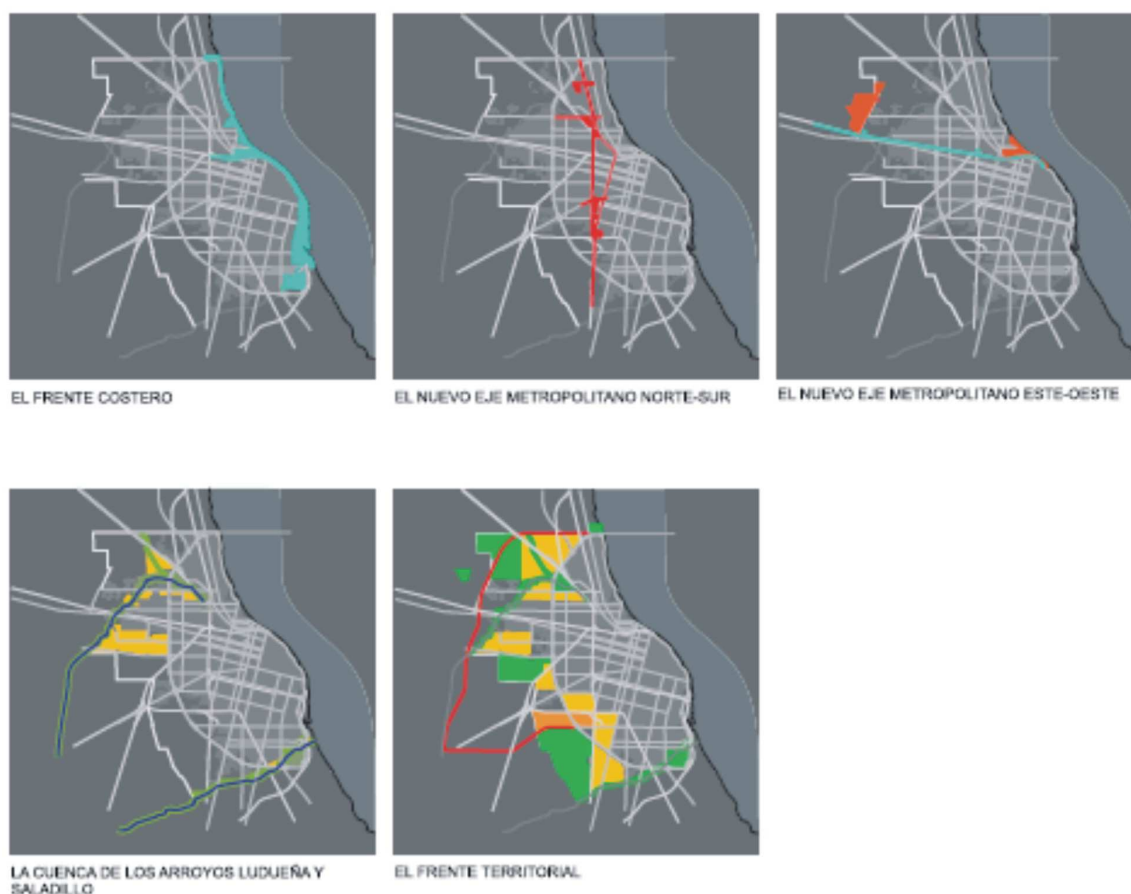 EL FRENTE COSTERO
EL NUEVO EJE METROPOLITANO NORTE-SUR
EL NUEVO EJE METROPOLITANO ESTE-OESTE
LA CUENCA DE LOS ARROYOS LUDUEÑA Y
SALADILLO
EL FRENTE TERRITORIAL